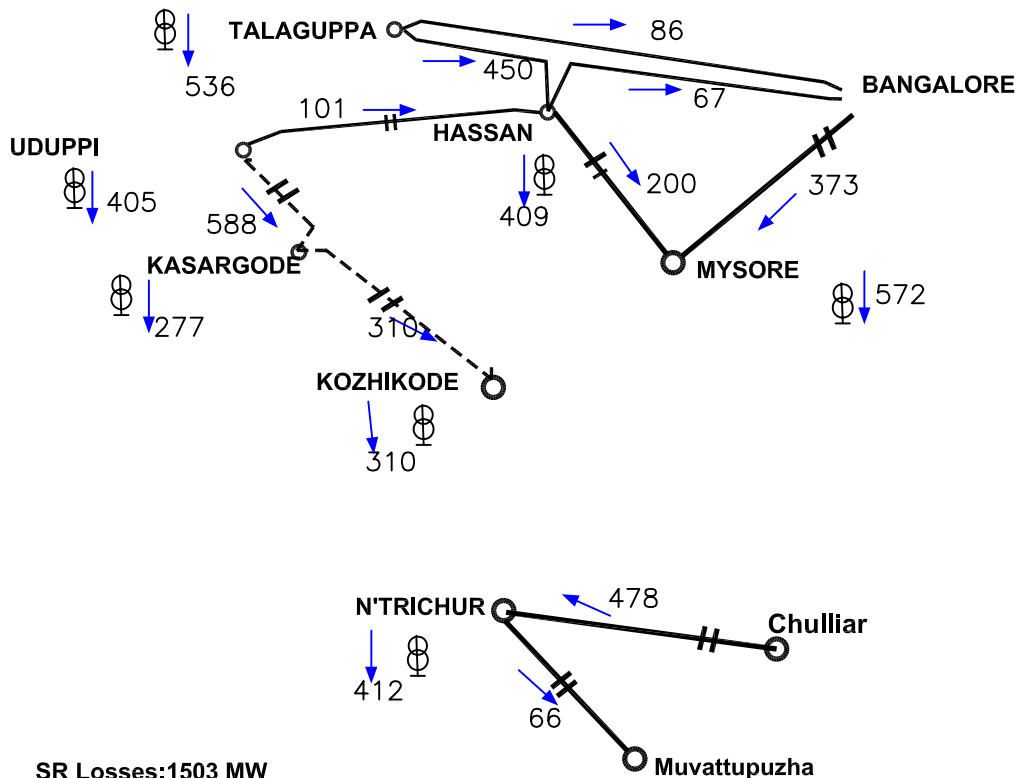 TALAGUPPA
86
536
450
BANGALORE
67
101
HASSAN
UDUPPI
405
200
373
409
588
KASARGODE
MYSORE
277
572
310
KOZHIKODE
310
N'TRICHUR
478
Chulliar
412
66
SR Losses:1503 MW
Muvattupuzha